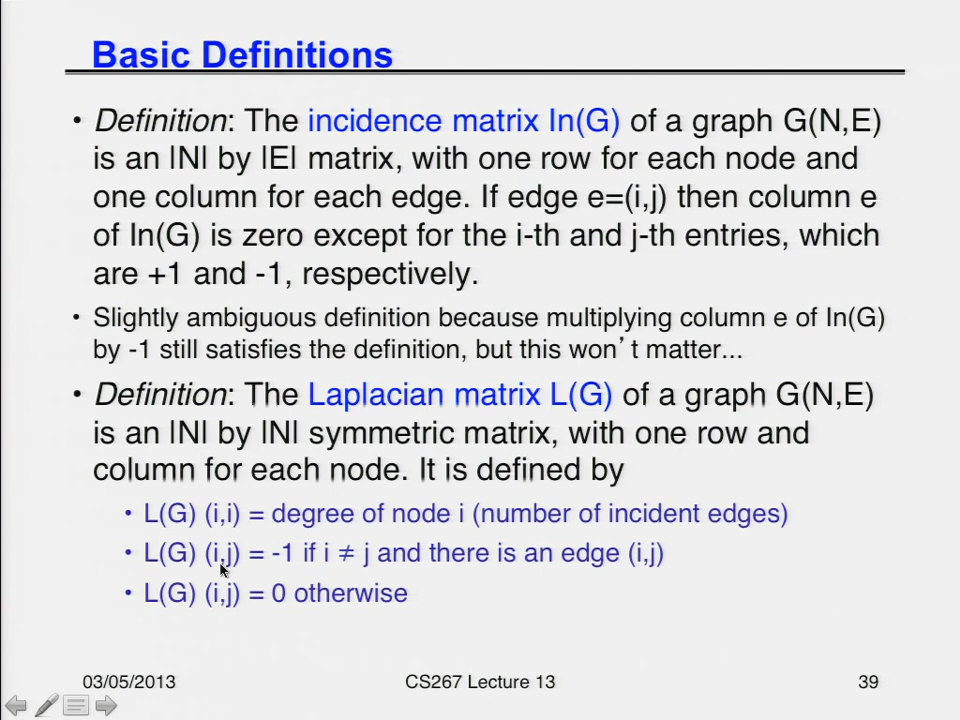 Basic Definitions
• Definition: The incidence matrix In(G) of a graph G(N,E)
is an |N| by |E| matrix, with one row for each node and
one column for each edge. If edge e=(i,j) then column e
of In(G) is zero except for the i-th and j-th entries, which
are +1 and -1, respectively.
• Slightly ambiguous definition because multiplying column e of In(G)
by -1 still satisfies the definition, but this won't matter...
• Definition: The Laplacian matrix L(G) of a graph G(N,E)
is an |N| by |N| symmetric matrix, with one row and
column for each node. It is defined by
• L(G) (i,i) = degree of node i (number of incident edges)
• L(G) (i,j) = -1 if i ≠ j and there is an edge (i,j)
• L(G) (i,j) = 0 otherwise
03/05/2013 CS267 Lecture 13 39